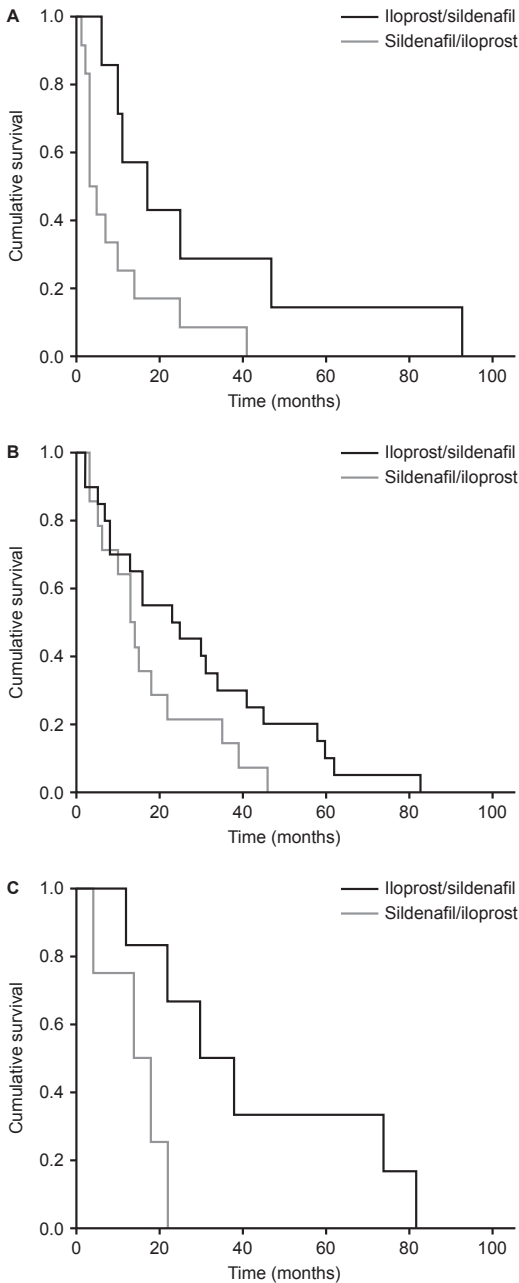 A
Iloprost/sildenafil
Sildenafil/iloprost
1.0
0.8
0.6
0.4
0.2
0.0
Cumulative survival
0 20 40 60 80 100
Time (months)
B
Iloprost/sildenafil
Sildenafil/iloprost
1.0
0.8
0.6
0.4
0.2
0.0
Cumulative survival
0 20 40 60 80 100
Time (months)
C
Iloprost/sildenafil
Sildenafil/iloprost
1.0
0.8
0.6
0.4
0.2
0.0
Cumulative survival
0 20 40 60 80 100
Time (months)